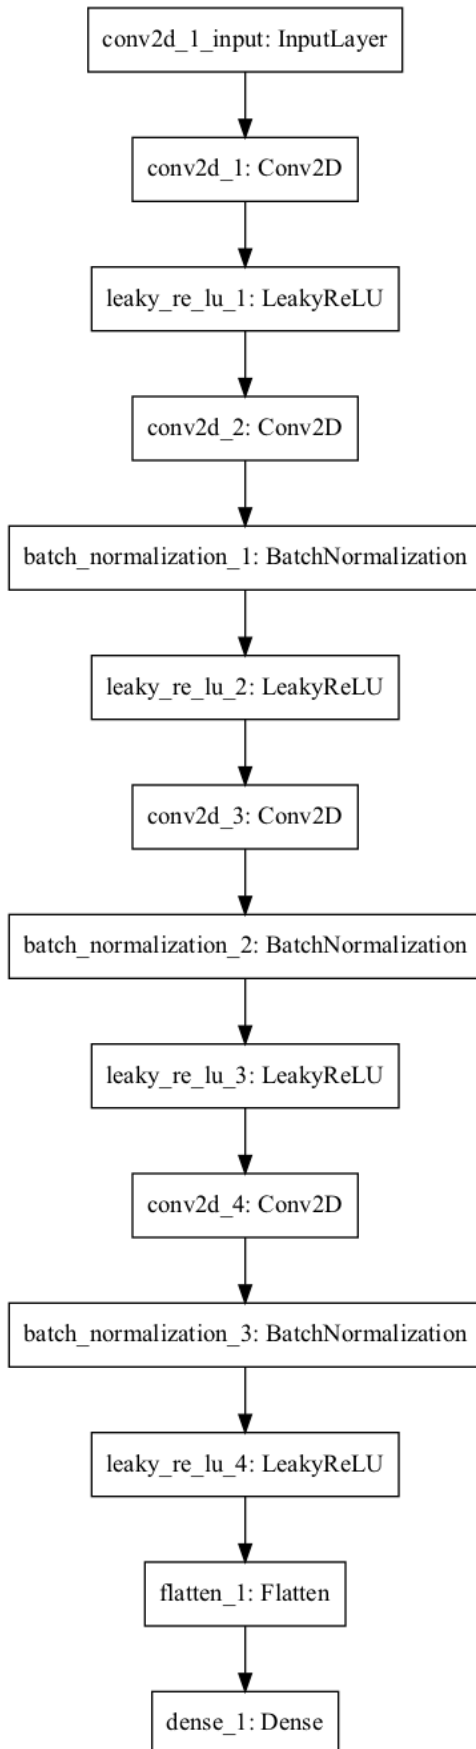 conv2d_1_input: InputLayer
conv2d_1: Conv2D
leaky_re_lu_1: LeakyReLU
conv2d_2: Conv2D
batch_normalization_1: BatchNormalization
leaky_re_lu_2: LeakyReLU
conv2d_3: Conv2D
batch_normalization_2: BatchNormalization
leaky_re_lu_3: LeakyReLU
conv2d_4: Conv2D
batch_normalization_3: BatchNormalization
leaky_re_lu_4: LeakyReLU
flatten_1: Flatten
dense_1: Dense